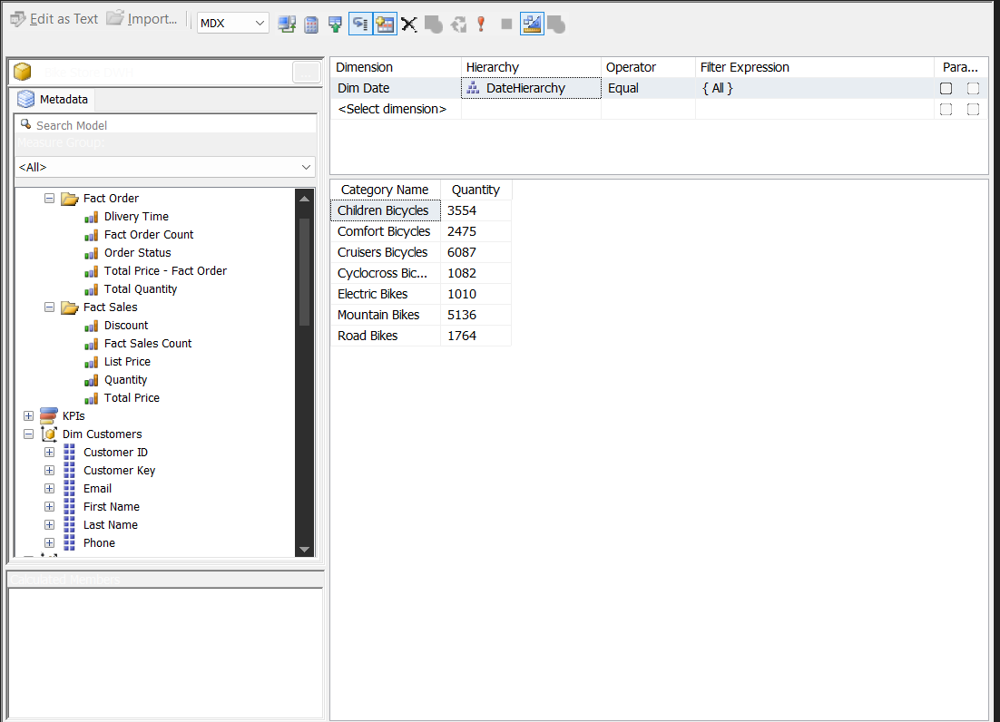 Edit as Text Import... MDX
Metadata
Search Model
Measure Group:
<All>
Fact Order
Dlivery Time
Fact Order Count
Order Status
Total Price - Fact Order
Total Quantity
Fact Sales
Discount
Fact Sales Count
List Price
Quantity
Total Price
KPIs
Dim Customers
Customer ID
Customer Key
Email
First Name
Last Name
Phone
Calculated Members
Dimension Hierarchy Operator Filter Expression Para...
Dim Date DateHierarchy Equal { All }
<Select dimension>
Category Name Quantity
Children Bicycles 3554
Comfort Bicycles 2475
Cruisers Bicycles 6087
Cyclocross Bic... 1082
Electric Bikes 1010
Mountain Bikes 5136
Road Bikes 1764